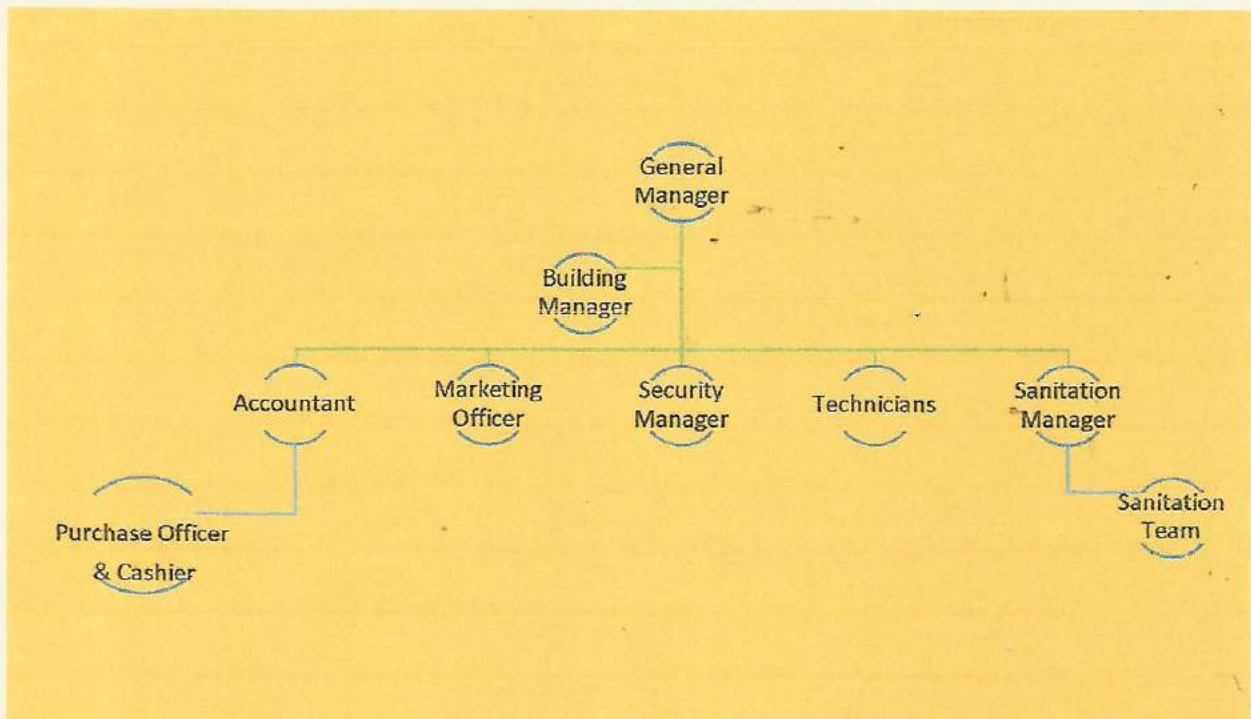 General
Manager
Building
Manager
Accountant
Marketing
Officer
Security
Manager
Technicians
Sanitation
Manager
Purchase Officer
& Cashier
Sanitation
Team